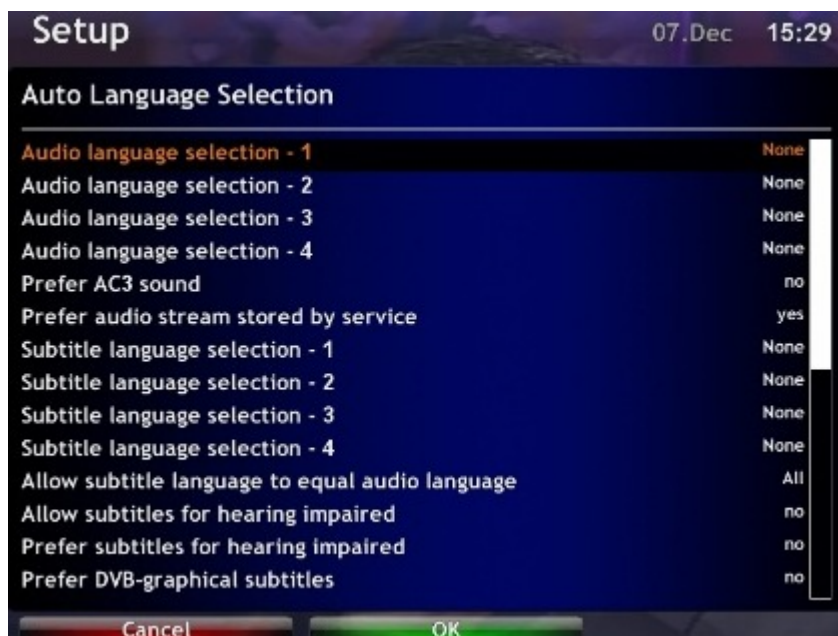 Setup 07.Dec 15:29
Auto Language Selection
Audio language selection - 1 None
Audio language selection - 2 None
Audio language selection - 3 None
Audio language selection - 4 None
Prefer AC3 sound no
Prefer audio stream stored by service yes
Subtitle language selection - 1 None
Subtitle language selection - 2 None
Subtitle language selection - 3 None
Subtitle language selection - 4 None
Allow subtitle language to equal audio language All
Allow subtitles for hearing impaired no
Prefer subtitles for hearing impaired no
Prefer DVB-graphical subtitles no
Cancel OK